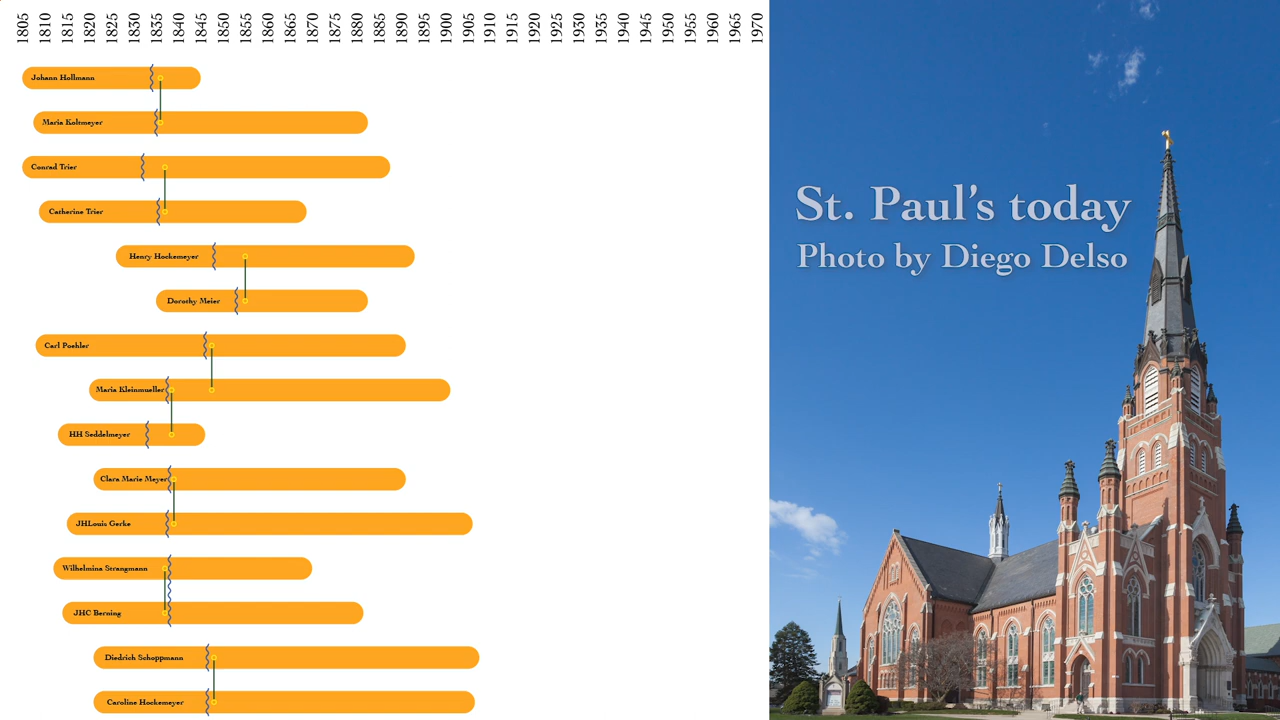 1805 1810 1815 1820 1825 1830 1835 1840 1845 1850 1855 1860 1865 1870 1875 1880 1885 1890 1895 1900 1905 1910 1915 1920 1925 1930 1935 1940 1945 1950 1955 1960 1965 1970
Johann Hollmann
Maria Koltmeyer
Conrad Trier
Catherine Trier
Henry Hockemeyer
Dorothy Meier
Carl Poehler
Maria Kleinmueller
HH Seddelmeyer
Clara Marie Meyer
JHLouis Gerke
Wilhelmina Strangmann
JHC Berning
Diedrich Schoppmann
Caroline Hockemeyer
St. Paul's today
Photo by Diego Delso